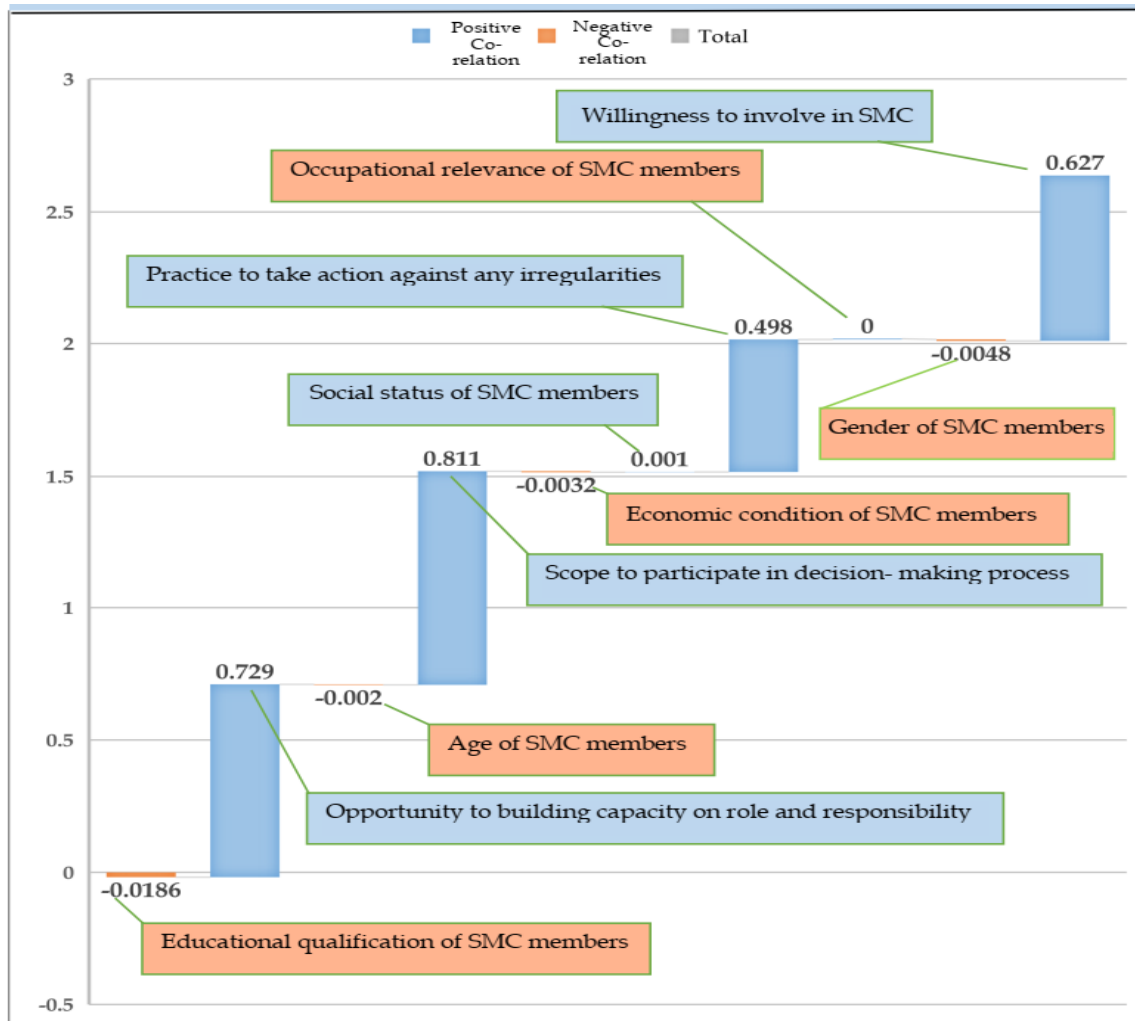 Positive
Co-
relation
Negative
Co-
relation
Total
3
Willingness to involve in SMC
Occupational relevance of SMC members
0.627
2.5
Practice to take action against any irregularities
0.498
0
2
-0.0048
Social status of SMC members
Gender of SMC members
0.811
0.001
1.5
-0.0032
Economic condition of SMC members
Scope to participate in decision- making process
1
0.729
-0.002
Age of SMC members
0.5
Opportunity to building capacity on role and responsibility
0
-0.0186
Educational qualification of SMC members
-0.5